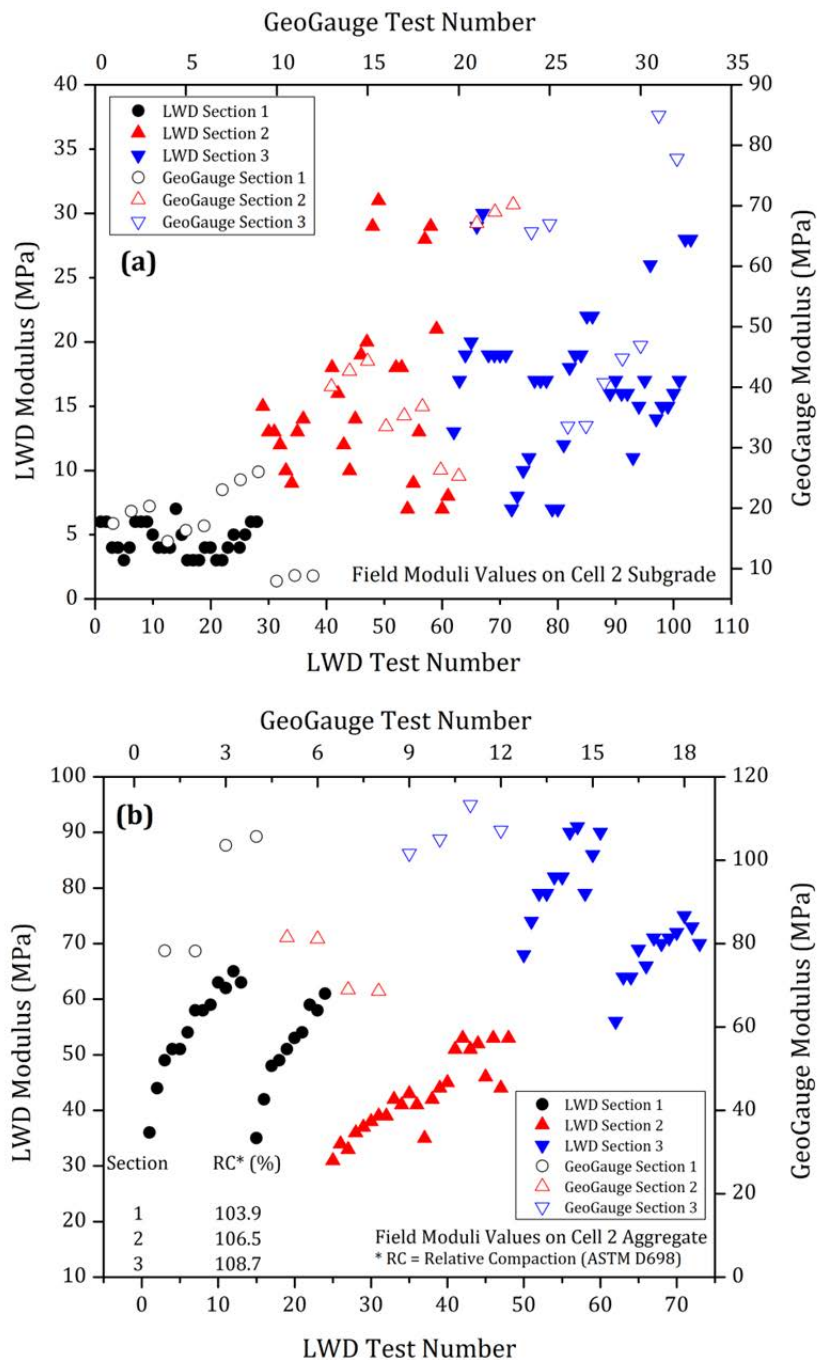 GeoGauge Test Number
0 5 10 15 20 25 30 35
40 90
LWD Section 1
LWD Section 2
35 80
LWD Section 3
GeoGauge Section 1
GeoGauge Section 2
30 70
GeoGauge Section 3
(a)
25 60
LWD Modulus (MPa)
GeoGauge Modulus (MPa)
20 50
15 40
10 30
5 20
Field Moduli Values on Cell 2 Subgrade
0 10
0 10 20 30 40 50 60 70 80 90 100 110
LWD Test Number
GeoGauge Test Number
0 3 6 9 12 15 18
100 120
(b)
90 100
80
LWD Modulus (MPa)
GeoGauge Modulus (MPa)
70 80
60 60
50
40 40
LWD Section 1
LWD Section 2
LWD Section 3
GeoGauge Section 1
GeoGauge Section 2
GeoGauge Section 3
30 20
Section RC* (%)
1 103.9
2 106.5
3 108.7
Field Moduli Values on Cell 2 Aggregate
* RC = Relative Compaction (ASTM D698)
20
10 0
0 10 20 30 40 50 60 70
LWD Test Number